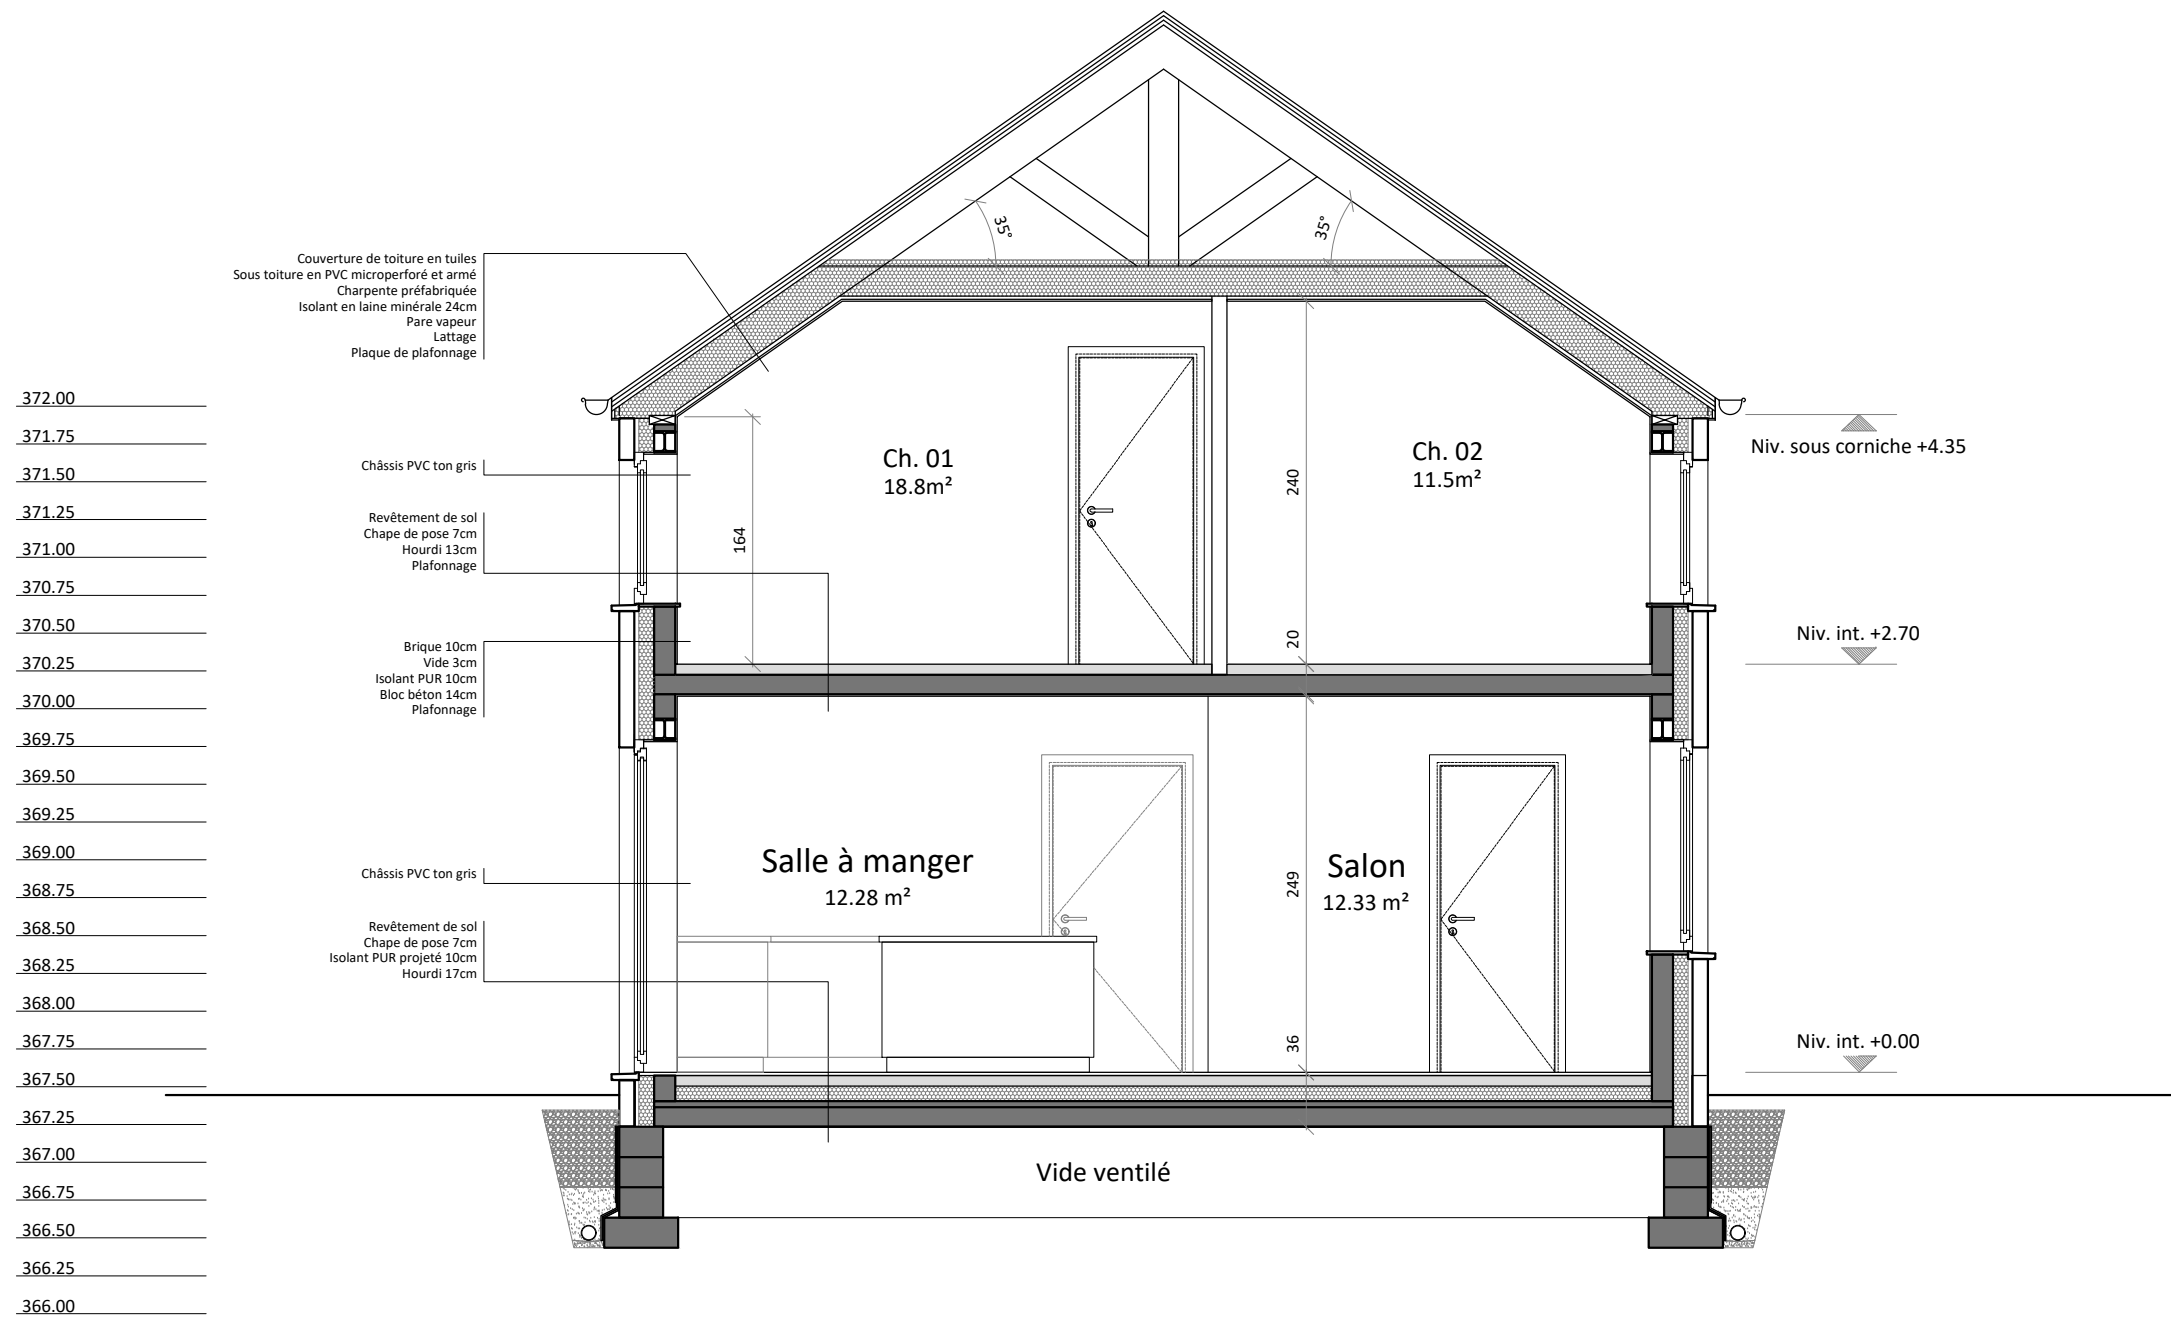 35°
35°
Couverture de toiture en tuiles
Sous toiture en PVC microperforé et armé
Charpente préfabriquée
Isolant en laine minérale 24cm
Pare vapeur
Lattage
Plaque de plafonnage
372.00
371.75
371.50
371.25
371.00
370.75
370.50
370.25
370.00
369.75
369.50
369.25
369.00
368.75
368.50
368.25
368.00
367.75
367.50
367.25
367.00
366.75
366.50
366.25
366.00
Châssis PVC ton gris
Revêtement de sol
Chape de pose 7cm
Hourdi 13cm
Plafonnage
Brique 10cm
Vide 3cm
Isolant PUR 10cm
Bloc béton 14cm
Plafonnage
Châssis PVC ton gris
Revêtement de sol
Chape de pose 7cm
Isolant PUR projeté 10cm
Hourdi 17cm
164
Ch. 01
18.8m²
240
Ch. 02
11.5m²
20
Salle à manger
12.28 m²
249
Salon
12.33 m²
36
Vide ventilé
Niv. sous corniche +4.35
Niv. int. +2.70
Niv. int. +0.00